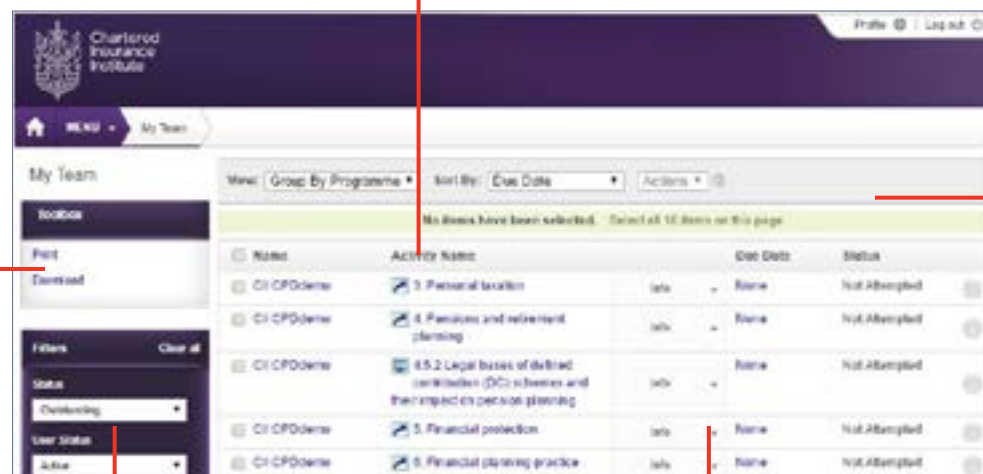 Chartered
Insurance
Institute
Profile | Log out
MENU My Team
My Team
View: Group By Programme Sort By: Due Date Actions
Toolbox
No items have been selected. Select all 10 items on this page
Print
Download
Name Activity Name Due Date Status
CII CPDdemo 3. Personal taxation Info None Not Attempted
CII CPDdemo 4. Pensions and retirement
planning Info None Not Attempted
Filters Clear all
CII CPDdemo 4.5.2 Legal bases of defined
contribution (DC) schemes and
their impact on pension planning Info None Not Attempted
Status
Outstanding
CII CPDdemo 5. Financial protection Info None Not Attempted
User Status
Active
CII CPDdemo 6. Financial planning practice Info None Not Attempted